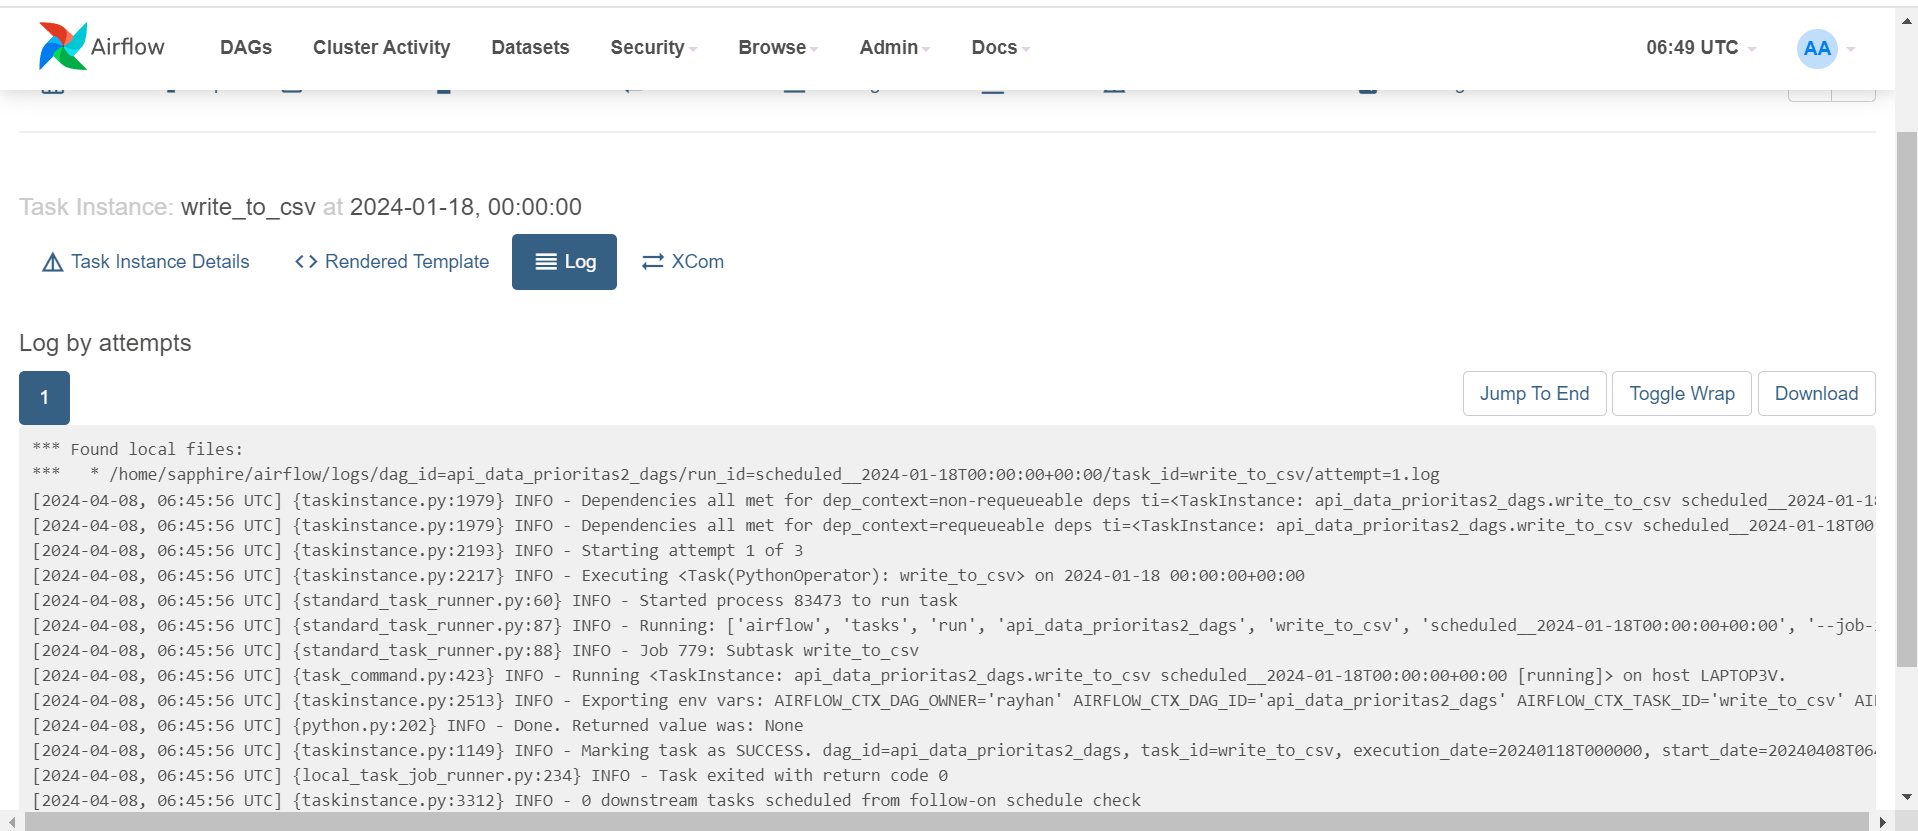 Airflow
DAGs
Cluster Activity
Datasets
Security
Browse
Admin
Docs
06:49 UTC
AA
Task Instance: write_to_csv at 2024-01-18, 00:00:00
Task Instance Details
<> Rendered Template
Log
XCom
Log by attempts
1
Jump To End
Toggle Wrap
Download
*** Found local files:
***   * /home/sapphire/airflow/logs/dag_id=api_data_prioritas2_dags/run_id=scheduled__2024-01-18T00:00:00+00:00/task_id=write_to_csv/attempt=1.log
[2024-04-08, 06:45:56 UTC] {taskinstance.py:1979} INFO - Dependencies all met for dep_context=non-requeueable deps ti=<TaskInstance: api_data_prioritas2_dags.write_to_csv scheduled__2024-01-18
[2024-04-08, 06:45:56 UTC] {taskinstance.py:1979} INFO - Dependencies all met for dep_context=requeueable deps ti=<TaskInstance: api_data_prioritas2_dags.write_to_csv scheduled__2024-01-18T00
[2024-04-08, 06:45:56 UTC] {taskinstance.py:2193} INFO - Starting attempt 1 of 3
[2024-04-08, 06:45:56 UTC] {taskinstance.py:2217} INFO - Executing <Task(PythonOperator): write_to_csv> on 2024-01-18 00:00:00+00:00
[2024-04-08, 06:45:56 UTC] {standard_task_runner.py:60} INFO - Started process 83473 to run task
[2024-04-08, 06:45:56 UTC] {standard_task_runner.py:87} INFO - Running: ['airflow', 'tasks', 'run', 'api_data_prioritas2_dags', 'write_to_csv', 'scheduled__2024-01-18T00:00:00+00:00', '--job-
[2024-04-08, 06:45:56 UTC] {standard_task_runner.py:88} INFO - Job 779: Subtask write_to_csv
[2024-04-08, 06:45:56 UTC] {task_command.py:423} INFO - Running <TaskInstance: api_data_prioritas2_dags.write_to_csv scheduled__2024-01-18T00:00:00+00:00 [running]> on host LAPTOP3V.
[2024-04-08, 06:45:56 UTC] {taskinstance.py:2513} INFO - Exporting env vars: AIRFLOW_CTX_DAG_OWNER='rayhan' AIRFLOW_CTX_DAG_ID='api_data_prioritas2_dags' AIRFLOW_CTX_TASK_ID='write_to_csv' AI
[2024-04-08, 06:45:56 UTC] {python.py:202} INFO - Done. Returned value was: None
[2024-04-08, 06:45:56 UTC] {taskinstance.py:1149} INFO - Marking task as SUCCESS. dag_id=api_data_prioritas2_dags, task_id=write_to_csv, execution_date=20240118T000000, start_date=20240408T06
[2024-04-08, 06:45:56 UTC] {local_task_job_runner.py:234} INFO - Task exited with return code 0
[2024-04-08, 06:45:56 UTC] {taskinstance.py:3312} INFO - 0 downstream tasks scheduled from follow-on schedule check